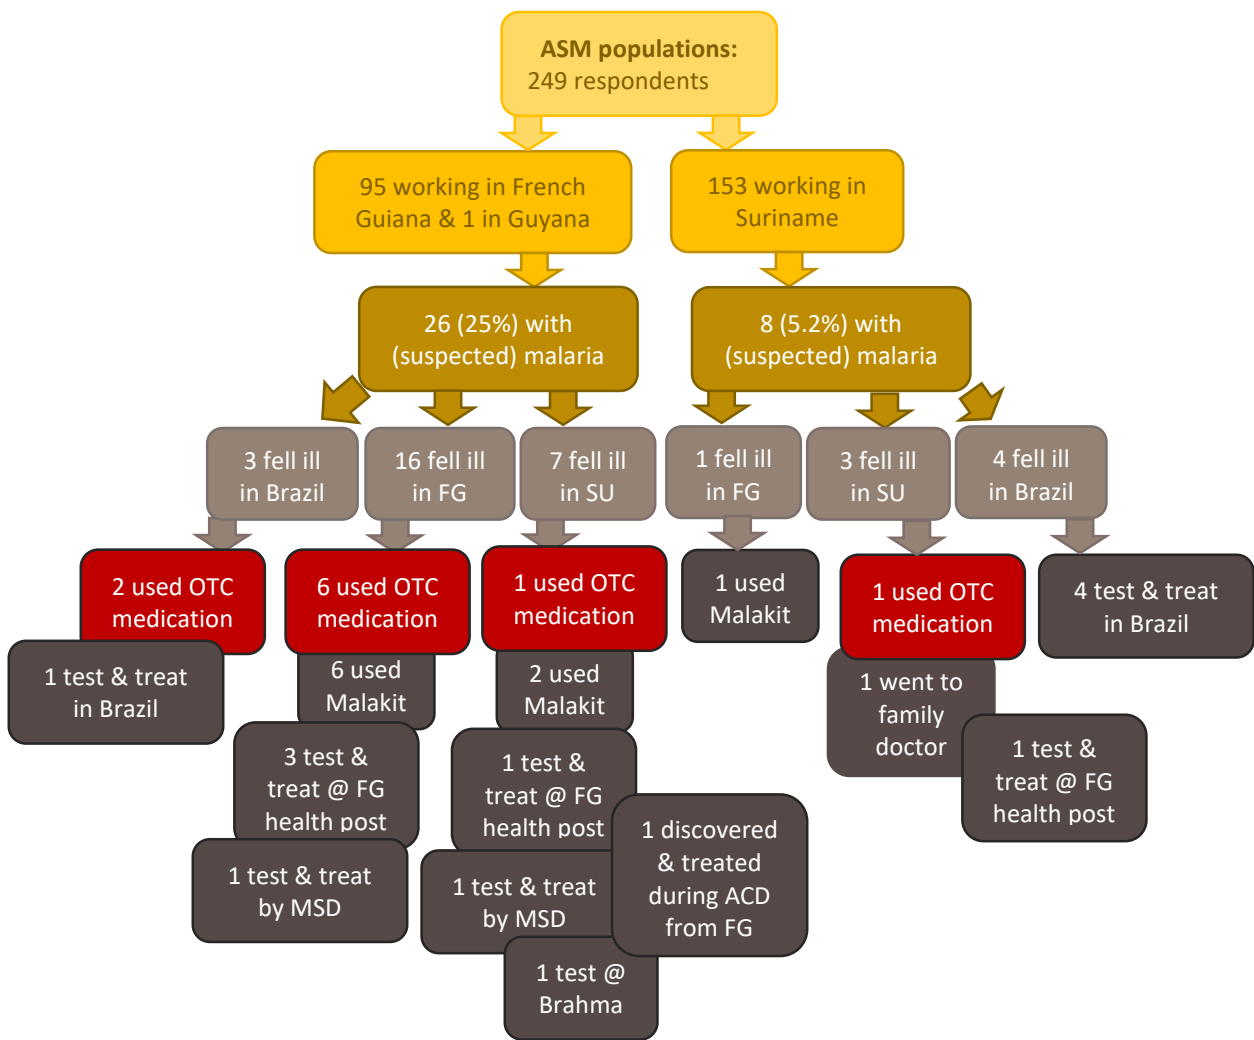 ASM populations:
249 respondents
95 working in French
Guiana & 1 in Guyana
153 working in
Suriname
26 (25%) with
(suspected) malaria
8 (5.2%) with
(suspected) malaria
3 fell ill
in Brazil
16 fell ill
in FG
7 fell ill
in SU
1 fell ill
in FG
3 fell ill
in SU
4 fell ill
in Brazil
2 used OTC
medication
6 used OTC
medication
1 used OTC
medication
1 used
Malakit
1 used OTC
medication
4 test & treat
in Brazil
1 test & treat
in Brazil
6 used
Malakit
2 used
Malakit
1 went to
family
doctor
3 test &
treat @ FG
health post
1 test &
treat @ FG
health post
1 test &
treat @ FG
health post
1 test & treat
by MSD
1 test & treat
by MSD
1 discovered
& treated
during ACD
from FG
1 test @
Brahma